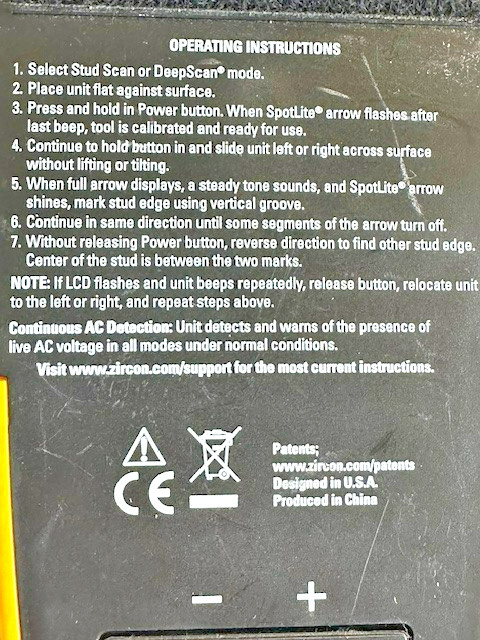 OPERATING INSTRUCTIONS
1. Select Stud Scan or DeepScan® mode.
2. Place unit flat against surface.
3. Press and hold in Power button. When SpotLite® arrow flashes after
last beep, tool is calibrated and ready for use.
4. Continue to hold button in and slide unit left or right across surface
without lifting or tilting.
5. When full arrow displays, a steady tone sounds, and SpotLite® arrow
shines, mark stud edge using vertical groove.
6. Continue in same direction until some segments of the arrow turn off.
7. Without releasing Power button, reverse direction to find other stud edge.
Center of the stud is between the two marks.
NOTE: If LCD flashes and unit beeps repeatedly, release button, relocate unit
to the left or right, and repeat steps above.
Continuous AC Detection: Unit detects and warns of the presence of
live AC voltage in all modes under normal conditions.
Visit www.zircon.com/support for the most current instructions.
Patents;
www.zircon.com/patents
Designed in U.S.A.
Produced in China
CE
− +